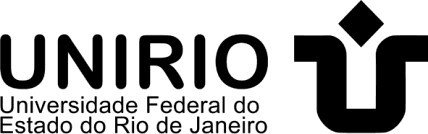 UNIRIO
Universidade Federal do
Estado do Rio de Janeiro